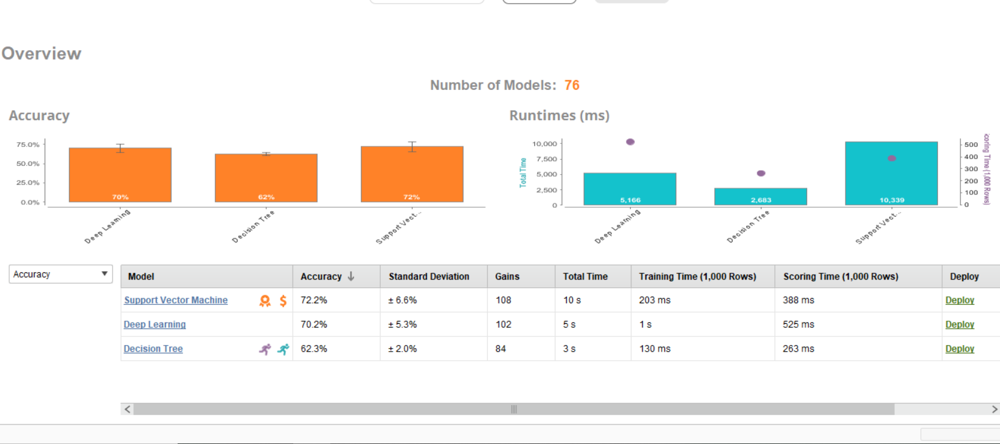 Overview
Number of Models: 76
Accuracy
75.0%
50.0%
25.0%
0.0%
70%
62%
72%
Deep Learning
Decision Tree
Support Vect...
Runtimes (ms)
Total Time
10,000
7,500
5,000
2,500
0
5,166
2,683
10,339
500
400
300
200
100
0
coring Time (1,000 Rows)
Deep Learning
Decision Tree
Support Vect...
Accuracy
Model Accuracy Standard Deviation Gains Total Time Training Time (1,000 Rows) Scoring Time (1,000 Rows) Deploy
Support Vector Machine $ 72.2% ± 6.6% 108 10 s 203 ms 388 ms Deploy
Deep Learning 70.2% ± 5.3% 102 5 s 1 s 525 ms Deploy
Decision Tree 62.3% ± 2.0% 84 3 s 130 ms 263 ms Deploy